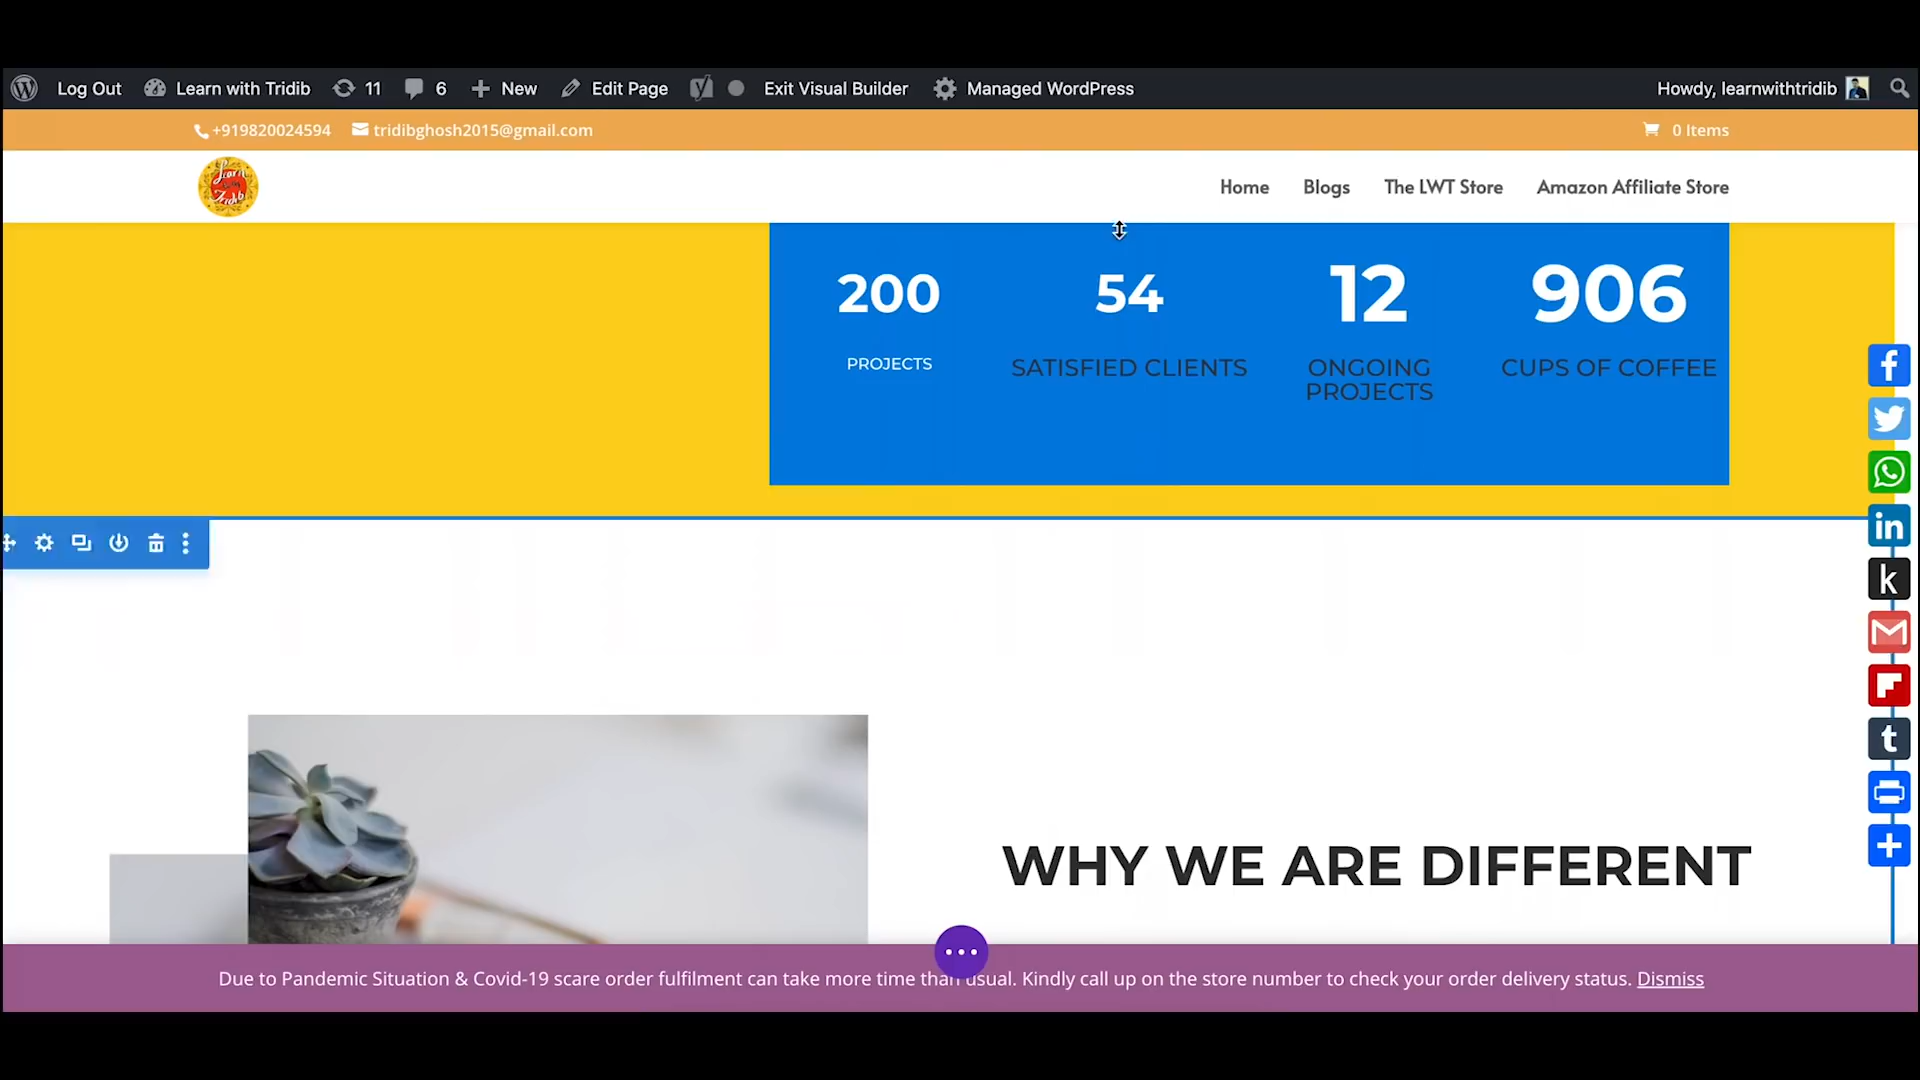 Log Out Learn with Tridib 11 6 New Edit Page Exit Visual Builder Managed WordPress Howdy, learnwithtridib
+919820024594 tridibghosh2015@gmail.com 0 Items
Learn with Tridib
Home Blogs The LWT Store Amazon Affiliate Store
200 54 12 906
PROJECTS SATISFIED CLIENTS ONGOING CUPS OF COFFEE
PROJECTS
WHY WE ARE DIFFERENT
Due to Pandemic Situation & Covid-19 scare order fulfilment can take more time than usual. Kindly call up on the store number to check your order delivery status. Dismiss